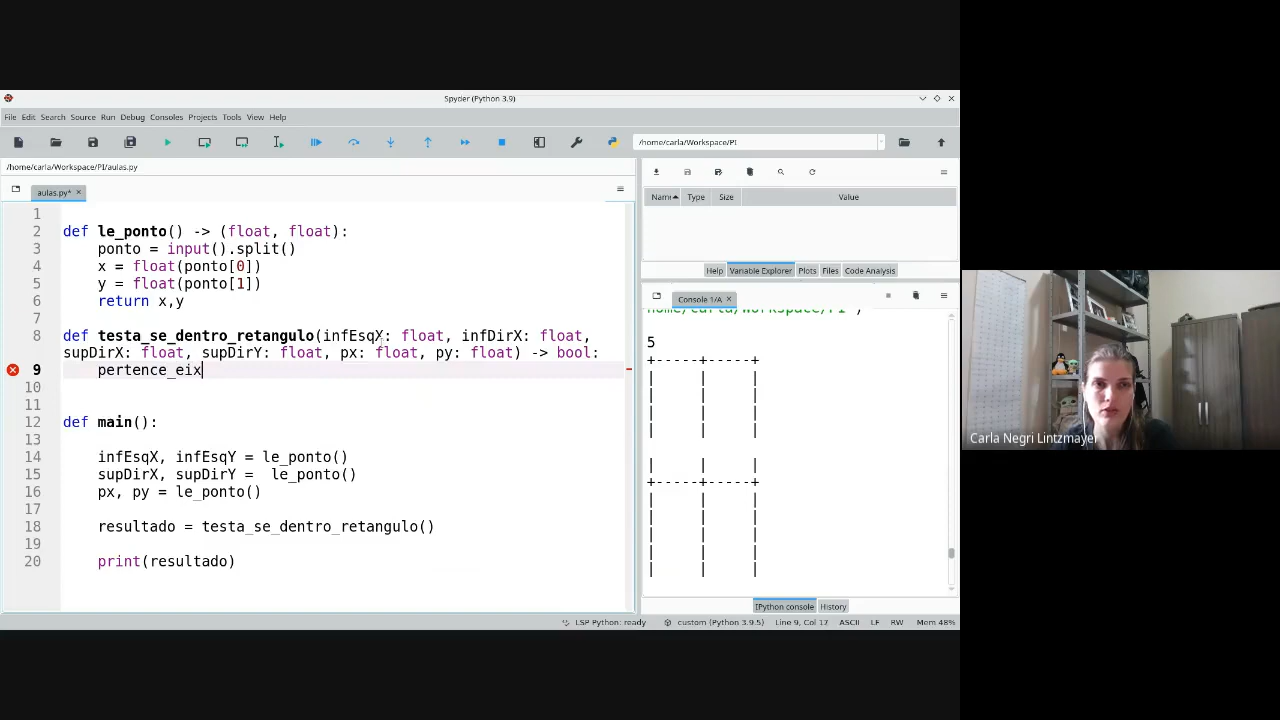 Spyder (Python 3.9)
File Edit Search Source Run Debug Consoles Projects Tools View Help
/home/carla/Workspace/PI
/home/carla/Workspace/PI/aulas.py
aulas.py*
1
2 def le_ponto() -> (float, float):
3 ponto = input().split()
4 x = float(ponto[0])
5 y = float(ponto[1])
6 return x,y
7
8 def testa_se_dentro_retangulo(infEsqX: float, infDirX: float,
supDirX: float, supDirY: float, px: float, py: float) -> bool:
9 pertence_eix
10
11
12 def main():
13
14 infEsqX, infEsqY = le_ponto()
15 supDirX, supDirY =  le_ponto()
16 px, py = le_ponto()
17
18 resultado = testa_se_dentro_retangulo()
19
20 print(resultado)
Name Type Size Value
Help Variable Explorer Plots Files Code Analysis
Console 1/A
home/carla/Workspace/PI')
5
+-----+-----+
|     |     |
|     |     |
|     |     |
|     |     |
|     |     |
+-----+-----+
|     |     |
|     |     |
|     |     |
|     |     |
|     |     |
IPython console History
LSP Python: ready custom (Python 3.9.5) Line 9, Col 17 ASCII LF RW Mem 48%
Carla Negri Lintzmayer